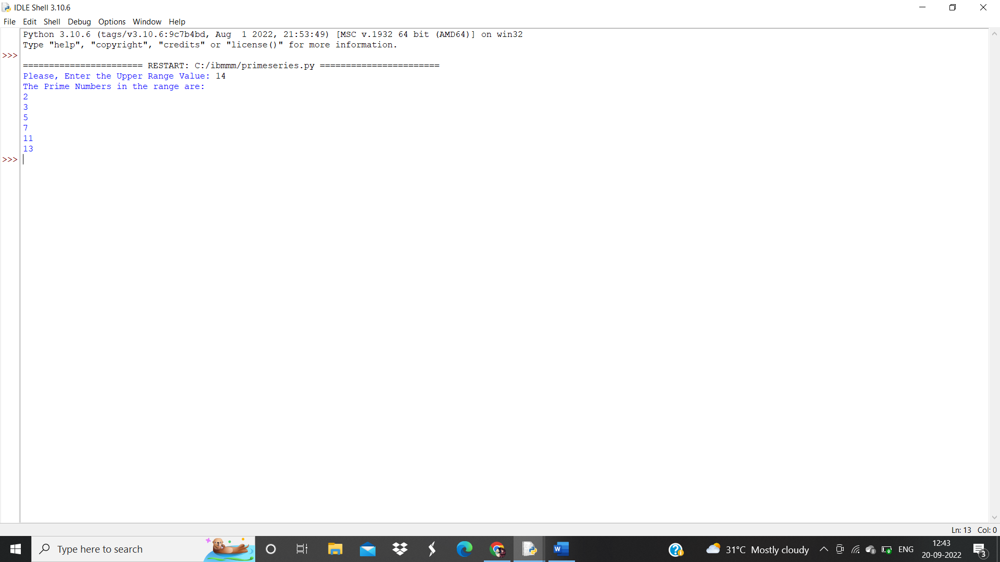 IDLE Shell 3.10.6
File Edit Shell Debug Options Window Help
Python 3.10.6 (tags/v3.10.6:9c7b4bd, Aug  1 2022, 21:53:49) [MSC v.1932 64 bit (AMD64)] on win32
Type "help", "copyright", "credits" or "license()" for more information.
>>>
======================= RESTART: C:/ibmmm/primeseries.py =======================
Please, Enter the Upper Range Value: 14
The Prime Numbers in the range are:
2
3
5
7
11
13
>>>
Ln: 13 Col: 0
Type here to search
W
31°C Mostly cloudy
ENG
12:43
20-09-2022
3